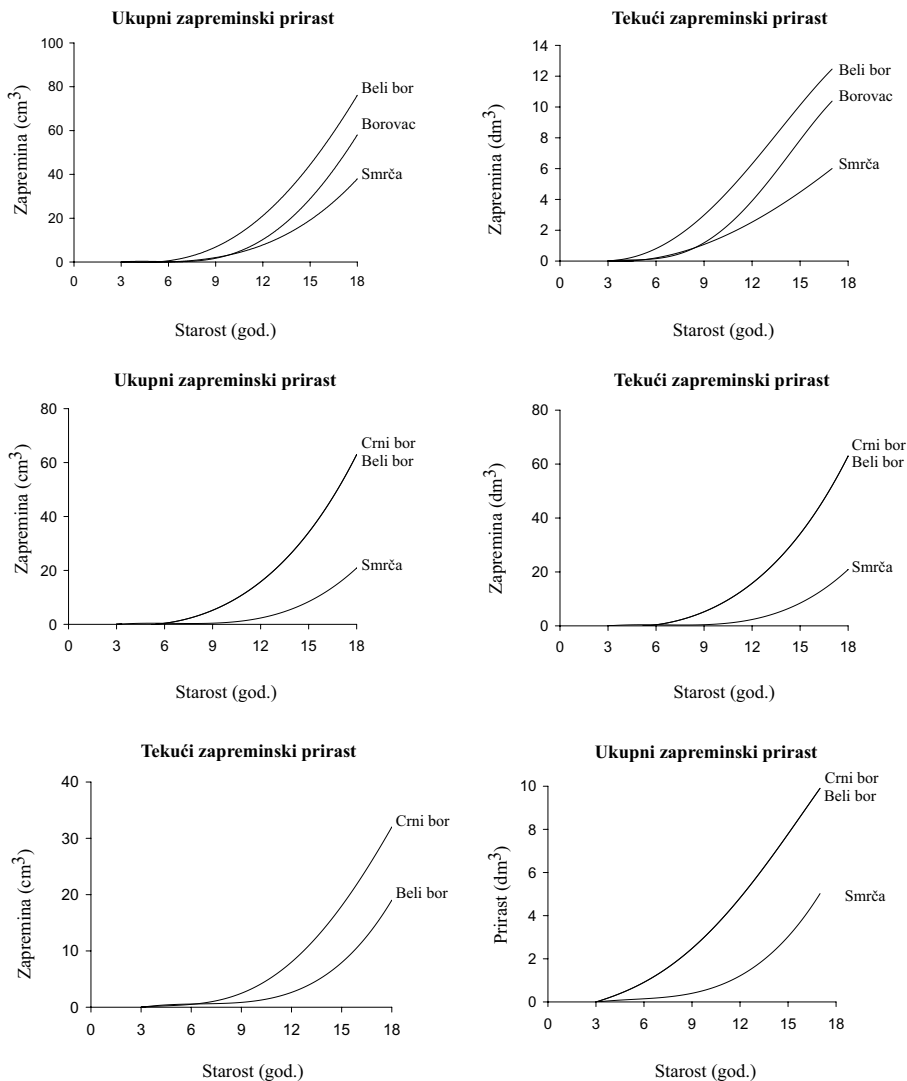 Ukupni zapreminski prirast
Zapremina (cm3)
100
80
60
40
20
0
0 3 6 9 12 15 18
Beli bor
Borovac
Smrča
Starost (god.)
Tekući zapreminski prirast
Zapremina (dm3)
14
12
10
8
6
4
2
0
0 3 6 9 12 15 18
Beli bor
Borovac
Smrča
Starost (god.)
Ukupni zapreminski prirast
Zapremina (cm3)
80
60
40
20
0
0 3 6 9 12 15 18
Crni bor
Beli bor
Smrča
Starost (god.)
Tekući zapreminski prirast
Zapremina (dm3)
80
60
40
20
0
0 3 6 9 12 15 18
Crni bor
Beli bor
Smrča
Starost (god.)
Tekući zapreminski prirast
Zapremina (cm3)
40
30
20
10
0
0 3 6 9 12 15 18
Crni bor
Beli bor
Starost (god.)
Ukupni zapreminski prirast
Prirast (dm3)
10
8
6
4
2
0
0 3 6 9 12 15 18
Crni bor
Beli bor
Smrča
Starost (god.)